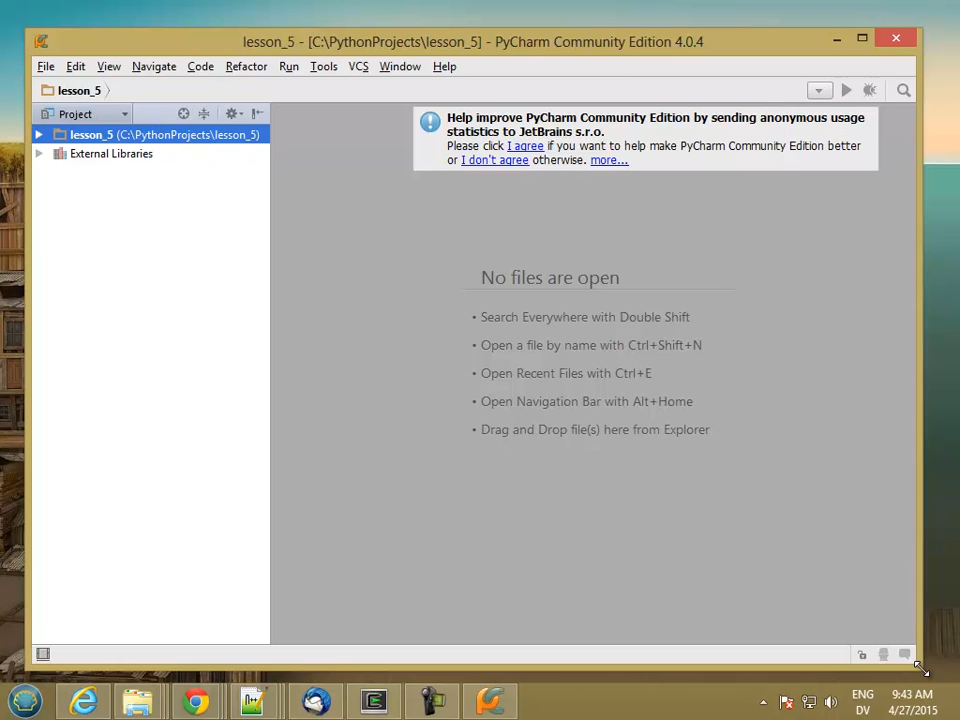 lesson_5 - [C:\PythonProjects\lesson_5] - PyCharm Community Edition 4.0.4
File Edit View Navigate Code Refactor Run Tools VCS Window Help
lesson_5
Project
lesson_5 (C:\PythonProjects\lesson_5)
External Libraries
Help improve PyCharm Community Edition by sending anonymous usage
statistics to JetBrains s.r.o.
Please click I agree if you want to help make PyCharm Community Edition better
or I don't agree otherwise. more...
No files are open
• Search Everywhere with Double Shift
• Open a file by name with Ctrl+Shift+N
• Open Recent Files with Ctrl+E
• Open Navigation Bar with Alt+Home
• Drag and Drop file(s) here from Explorer
ENG 9:43 AM
DV 4/27/2015